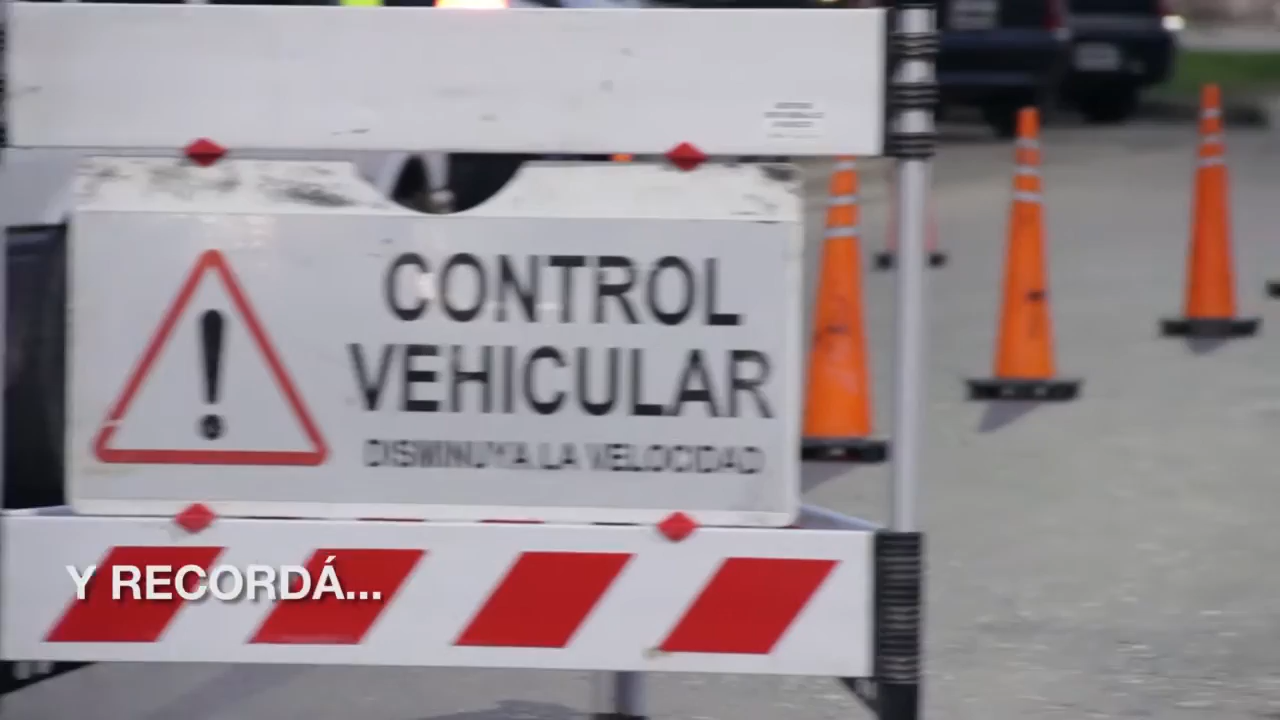 CONTROL
VEHICULAR
DISMINUYA LA VELOCIDAD
Y RECORDÁ...